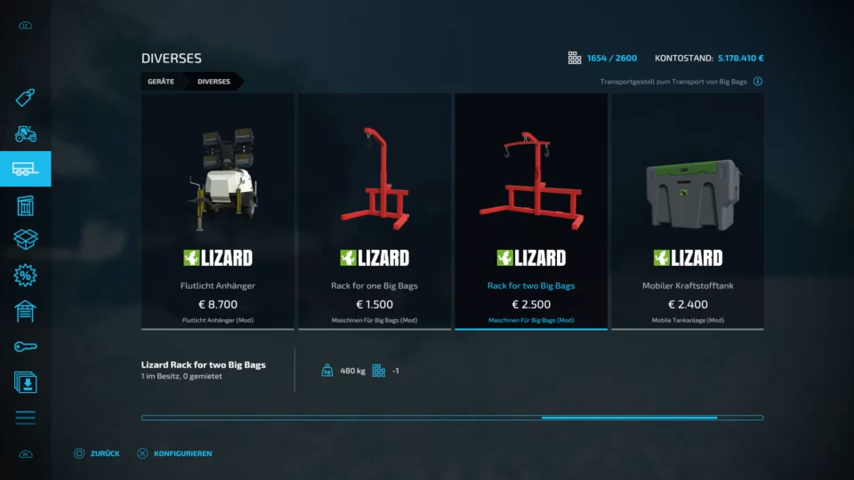 DIVERSES
1654 / 2600
KONTOSTAND: 5.178.410 €
GERÄTE
DIVERSES
Transportgestell zum Transport von Big Bags
LIZARD
Flutlicht Anhänger
€ 8.700
Flutlicht Anhänger (Mod)
LIZARD
Rack for one Big Bags
€ 1.500
Maschinen Für Big Bags (Mod)
LIZARD
Rack for two Big Bags
€ 2.500
Maschinen Für Big Bags (Mod)
LIZARD
Mobiler Kraftstofftank
€ 2.400
Mobile Tankanlage (Mod)
Lizard Rack for two Big Bags
1 im Besitz, 0 gemietet
480 kg
-1
ZURÜCK
KONFIGURIEREN